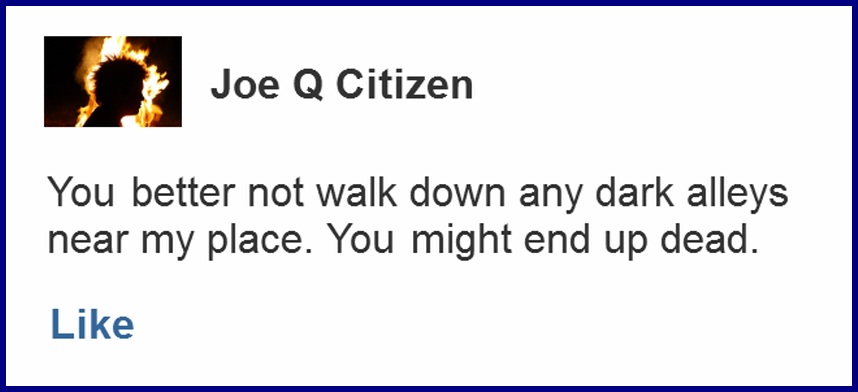 Joe Q Citizen
You better not walk down any dark alleys
near my place. You might end up dead.
Like